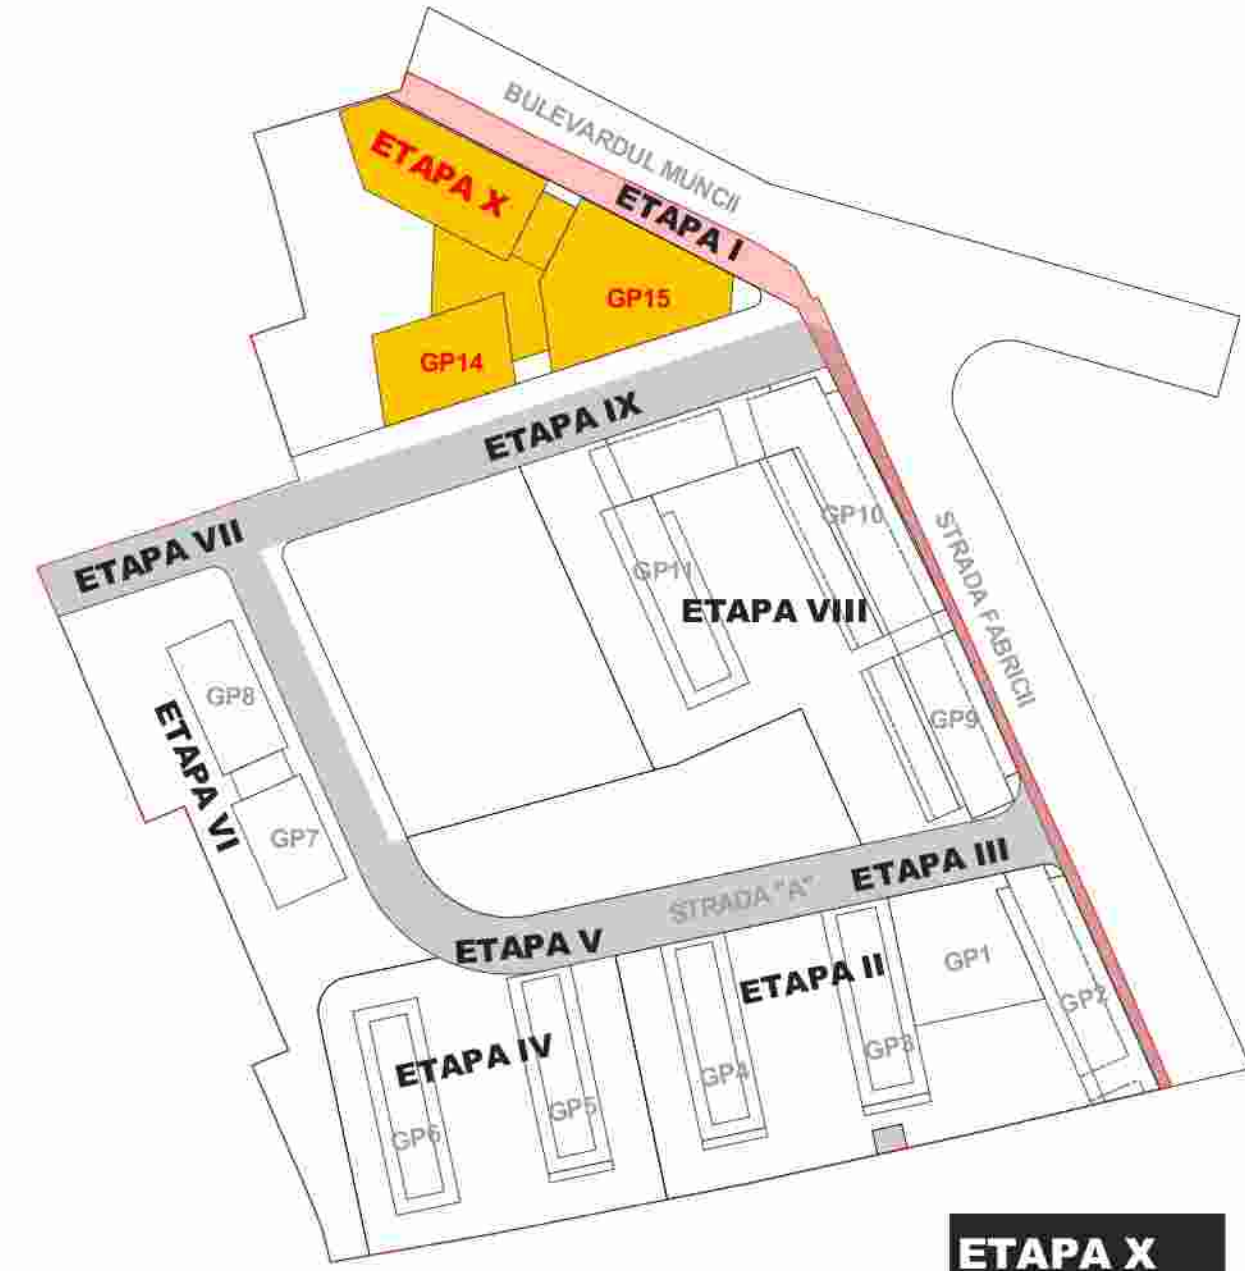 BULEVARDUL MUNCII
ETAPA X
ETAPA I
GP15
GP14
ETAPA IX
ETAPA VII
GP10
STRADA FABRICII
GP11
ETAPA VIII
GP8
ETAPA VI
GP9
GP7
ETAPA III
STRADA "A"
ETAPA V
GP1
ETAPA II
GP2
ETAPA IV
GP3
GP4
GP5
GP6
ETAPA X